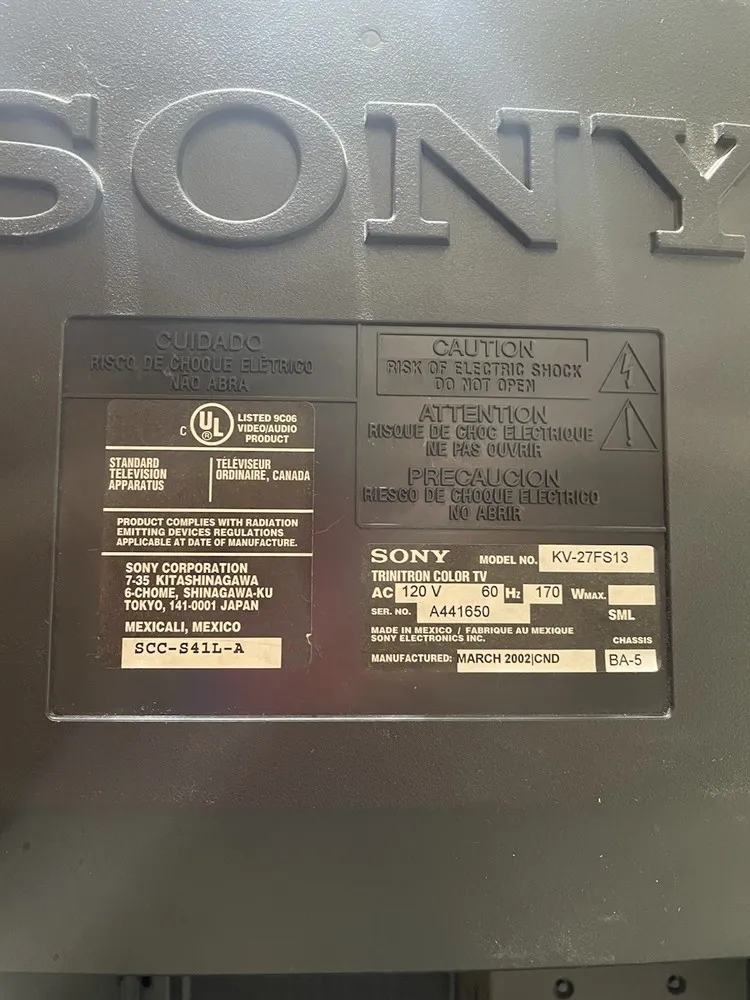 SONY
CUIDADO
RISCO DE CHOQUE ELÉTRICO
NÃO ABRA
CAUTION
RISK OF ELECTRIC SHOCK
DO NOT OPEN
ATTENTION
RISQUE DE CHOC ELECTRIQUE
NE PAS OUVRIR
PRECAUCION
RIESGO DE CHOQUE ELECTRICO
NO ABRIR
C UL ® LISTED 9C06
VIDEO/AUDIO
PRODUCT
STANDARD
TELEVISION
APPARATUS
TÉLÉVISEUR
ORDINAIRE, CANADA
PRODUCT COMPLIES WITH RADIATION
EMITTING DEVICES REGULATIONS
APPLICABLE AT DATE OF MANUFACTURE.
SONY CORPORATION
7-35 KITASHINAGAWA
6-CHOME, SHINAGAWA-KU
TOKYO, 141-0001 JAPAN
MEXICALI, MEXICO
SCC-S41L-A
SONY MODEL NO. KV-27FS13
TRINITRON COLOR TV
AC 120 V 60 Hz 170 WMAX.
SER. NO. A441650
SML
MADE IN MEXICO / FABRIQUE AU MEXIQUE
SONY ELECTRONICS INC.
CHASSIS
MANUFACTURED: MARCH 2002|CND BA-5